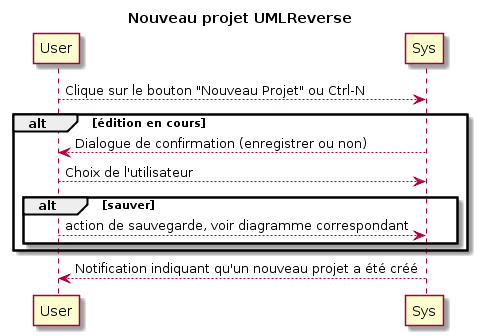 Nouveau projet UMLReverse
User
Sys
Clique sur le bouton "Nouveau Projet" ou Ctrl-N
alt
[édition en cours]
Dialogue de confirmation (enregistrer ou non)
Choix de l'utilisateur
alt
[sauver]
action de sauvegarde, voir diagramme correspondant
Notification indiquant qu'un nouveau projet a été créé
User
Sys